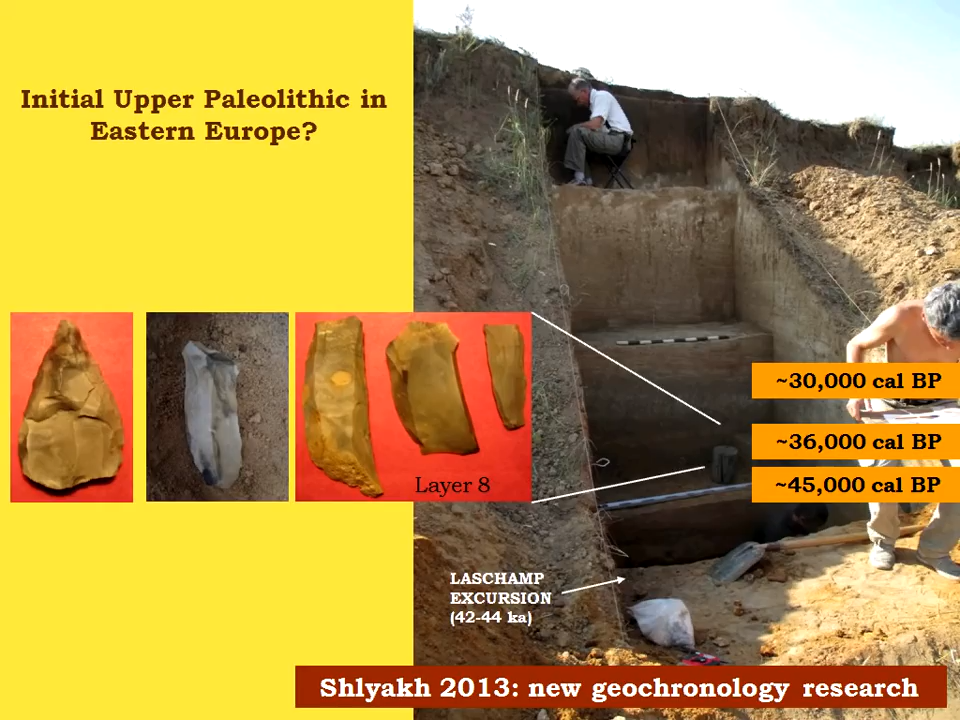 Initial Upper Paleolithic in
Eastern Europe?
~30,000 cal BP
~36,000 cal BP
~45,000 cal BP
Layer 8
LASCHAMP
EXCURSION
(42-44 ka)
Shlyakh 2013: new geochronology research